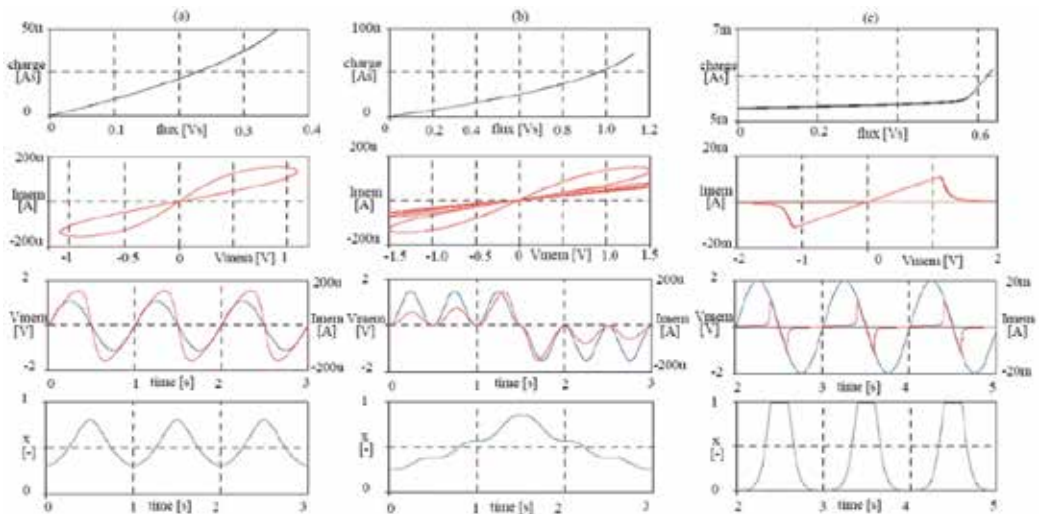 (a)
(b)
(c)
50u
charge
[As]
0
0
0.1
0.2
0.3
0.4
flux [Vs]
100u
charge
[As]
0
0
0.2
0.4
0.6
0.8
1.0
1.2
flux [Vs]
7m
charge
[As]
5m
0
0.2
0.4
0.6
flux [Vs]
200u
Imem
[A]
-200u
-1
-0.5
0
0.5
1
Vmem [V]
200u
Imem
[A]
-200u
-1.5
-1.0
-0.5
0
0.5
1.0
1.5
Vmem [V]
20m
Imem
[A]
-20m
-2
-1
0
1
2
Vmem [V]
2
Vmem
[V]
-2
200u
Imem
[A]
-200u
0
1
2
3
time [s]
2
Vmem
[V]
-2
200u
Imem
[A]
-200u
0
1
2
3
time [s]
2
Vmem
[V]
-2
20m
Imem
[A]
-20m
2
3
4
5
time [s]
1
x
[-]
0
0
1
2
3
time [s]
1
x
[-]
0
0
1
2
3
time [s]
1
x
[-]
0
2
3
4
5
time [s]